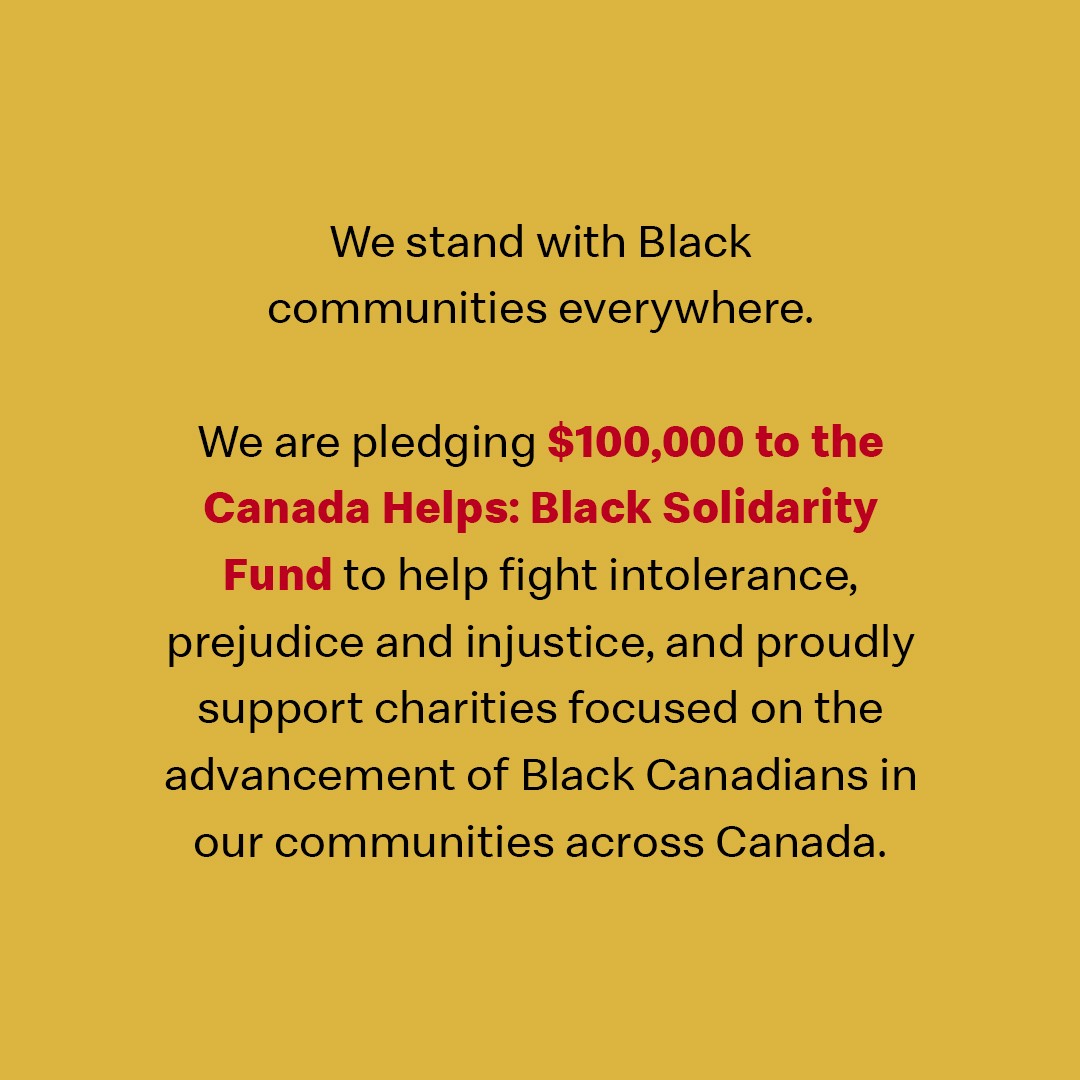 We stand with Black
communities everywhere.
We are pledging $100,000 to the
Canada Helps: Black Solidarity
Fund to help fight intolerance,
prejudice and injustice, and proudly
support charities focused on the
advancement of Black Canadians in
our communities across Canada.